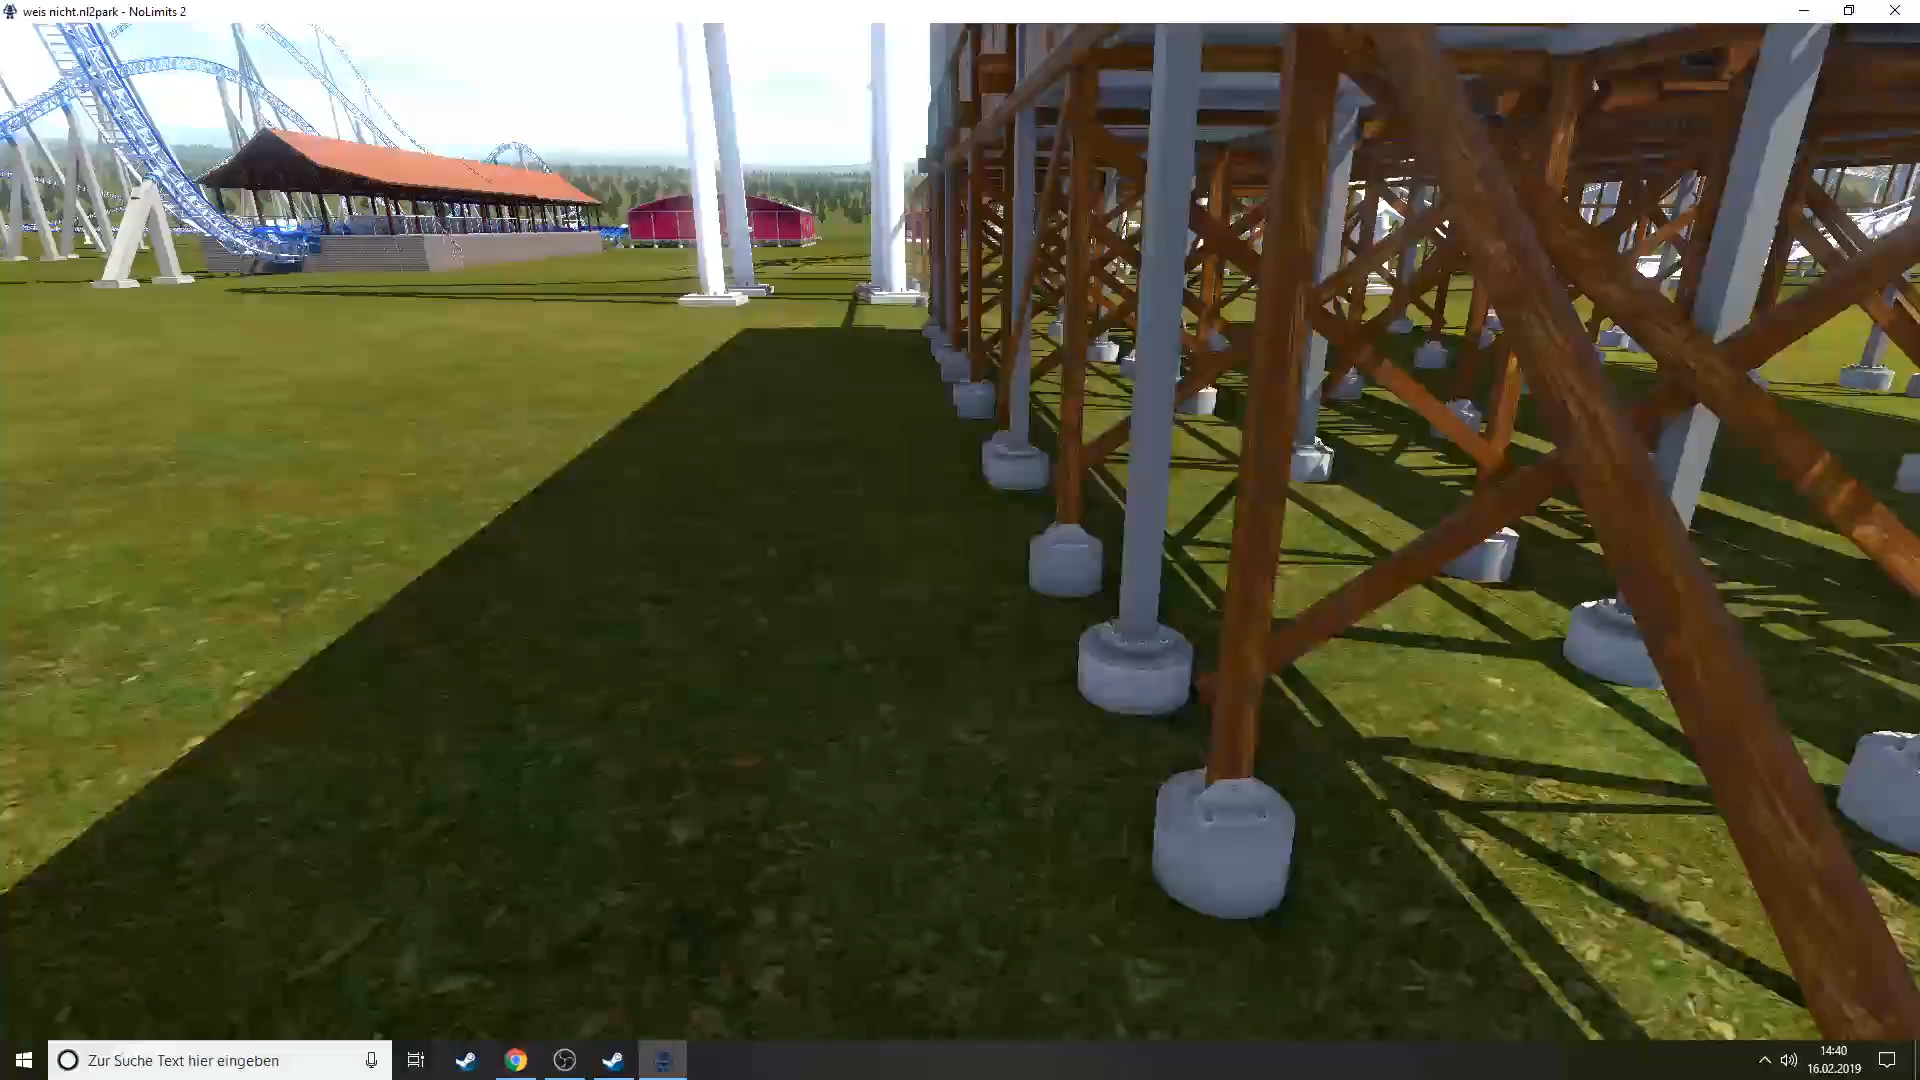 weis nicht.nl2park - NoLimits 2
Zur Suche Text hier eingeben
14:40
16.02.2019